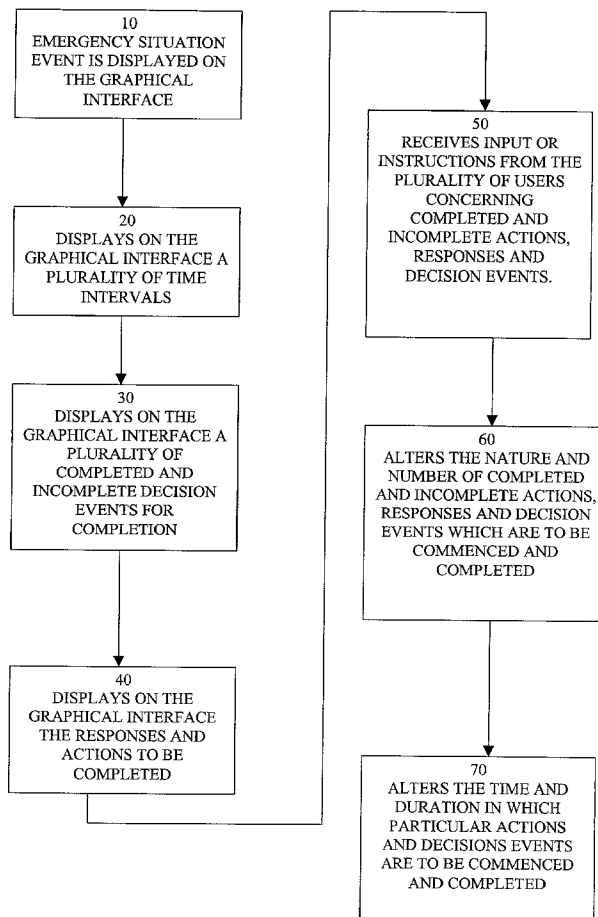 10
EMERGENCY SITUATION
EVENT IS DISPLAYED ON
THE GRAPHICAL
INTERFACE
20
DISPLAYS ON THE
GRAPHICAL INTERFACE A
PLURALITY OF TIME
INTERVALS
30
DISPLAYS ON THE
GRAPHICAL INTERFACE A
PLURALITY OF
COMPLETED AND
INCOMPLETE DECISION
EVENTS FOR
COMPLETION
40
DISPLAYS ON THE
GRAPHICAL INTERFACE
THE RESPONSES AND
ACTIONS TO BE
COMPLETED
50
RECEIVES INPUT OR
INSTRUCTIONS FROM THE
PLURALITY OF USERS
CONCERNING
COMPLETED AND
INCOMPLETE ACTIONS,
RESPONSES AND
DECISION EVENTS.
60
ALTERS THE NATURE AND
NUMBER OF COMPLETED
AND INCOMPLETE ACTIONS,
RESPONSES AND DECISION
EVENTS WHICH ARE TO BE
COMMENCED AND
COMPLETED
70
ALTERS THE TIME AND
DURATION IN WHICH
PARTICULAR ACTIONS
AND DECISIONS EVENTS
ARE TO BE COMMENCED
AND COMPLETED